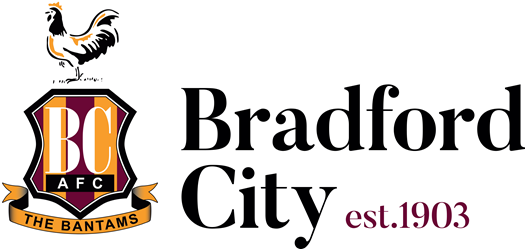 BC
AFC
THE BANTAMS
Bradford
City est.1903